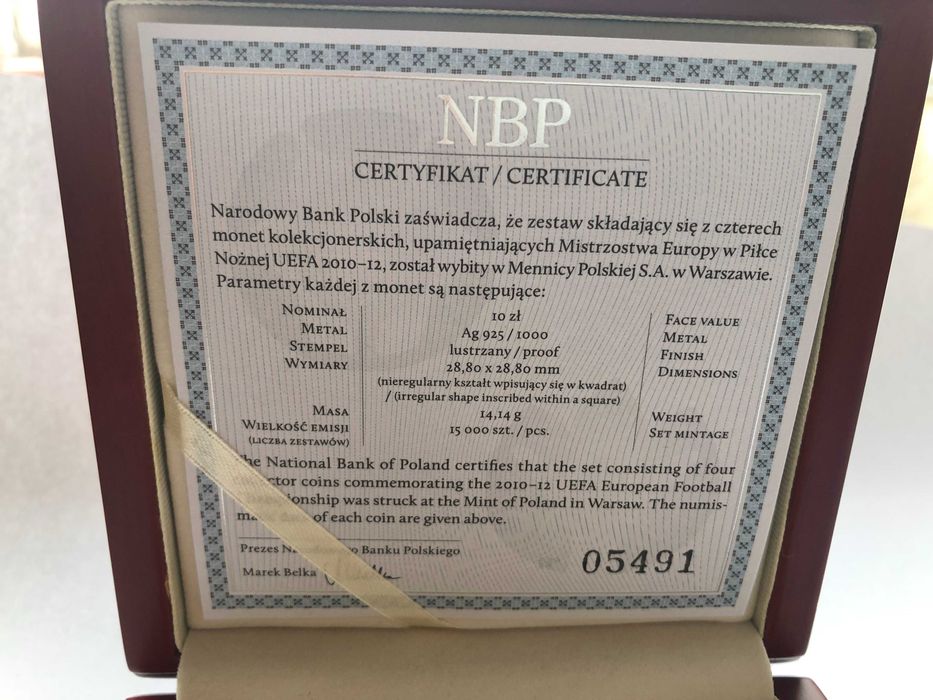 NBP
CERTYFIKAT / CERTIFICATE
Narodowy Bank Polski zaświadcza, że zestaw składający się z czterech
monet kolekcjonerskich, upamiętniających Mistrzostwa Europy w Piłce
Nożnej UEFA 2010–12, został wybity w Mennicy Polskiej S.A. w Warszawie.
Parametry każdej z monet są następujące:
NOMINAŁ 10 zł FACE VALUE
METAL Ag 925 / 1000 METAL
STEMPEL lustrzany / proof FINISH
WYMIARY 28,80 x 28,80 mm DIMENSIONS
(nieregularny kształt wpisujący się w kwadrat)
/ (irregular shape inscribed within a square)
MASA 14,14 g WEIGHT
WIELKOŚĆ EMISJI 15 000 szt. / pcs. SET MINTAGE
(LICZBA ZESTAWÓW)
he National Bank of Poland certifies that the set consisting of four
ctor coins commemorating the 2010–12 UEFA European Football
ionship was struck at the Mint of Poland in Warsaw. The numis-
of each coin are given above.
Prezes Na o Banku Polskiego
Marek Belka
05491